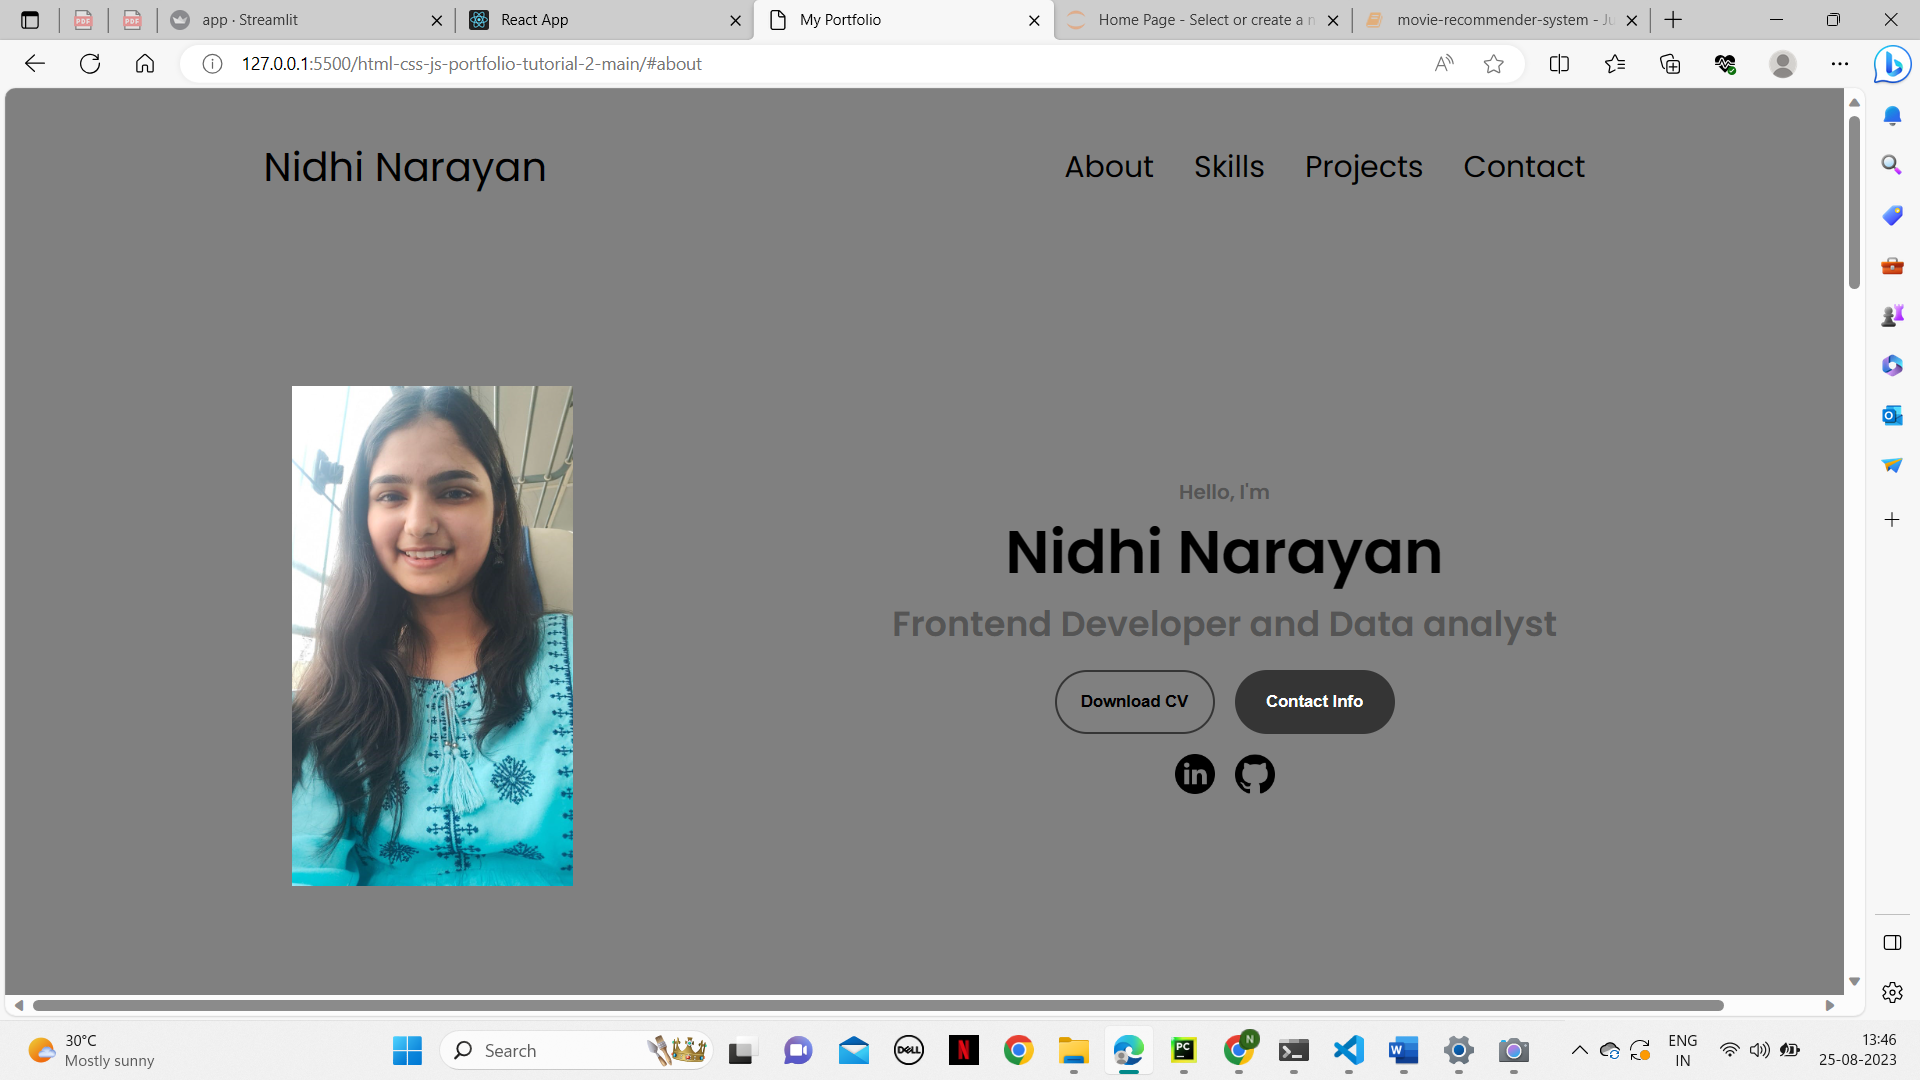 app · Streamlit
React App
My Portfolio
Home Page - Select or create a n
movie-recommender-system - Ju
127.0.0.1:5500/html-css-js-portfolio-tutorial-2-main/#about
Nidhi Narayan
About Skills Projects Contact
Hello, I'm
Nidhi Narayan
Frontend Developer and Data analyst
Download CV Contact Info
in
30°C
Mostly sunny
Search
DELL
N
PC
N
W
ENG
IN
13:46
25-08-2023